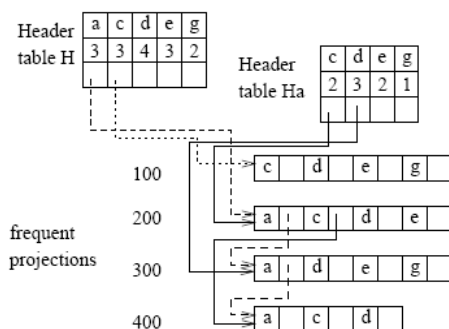 Header table H
a c d e g
3 3 4 3 2
Header table Ha
c d e g
2 3 2 1
frequent projections
100 c d e g
200 a c d e
300 a d e g
400 a c d